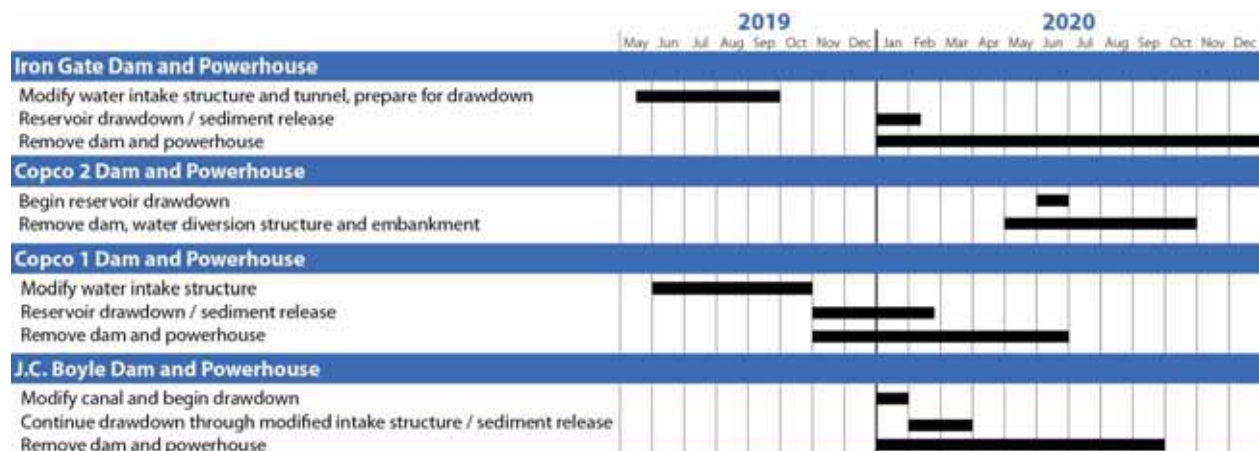 2019 2020
May Jun Jul Aug Sep Oct Nov Dec Jan Feb Mar Apr May Jun Jul Aug Sep Oct Nov Dec
Iron Gate Dam and Powerhouse
Modify water intake structure and tunnel, prepare for drawdown
Reservoir drawdown / sediment release
Remove dam and powerhouse
Copco 2 Dam and Powerhouse
Begin reservoir drawdown
Remove dam, water diversion structure and embankment
Copco 1 Dam and Powerhouse
Modify water intake structure
Reservoir drawdown / sediment release
Remove dam and powerhouse
J.C. Boyle Dam and Powerhouse
Modify canal and begin drawdown
Continue drawdown through modified intake structure / sediment release
Remove dam and powerhouse